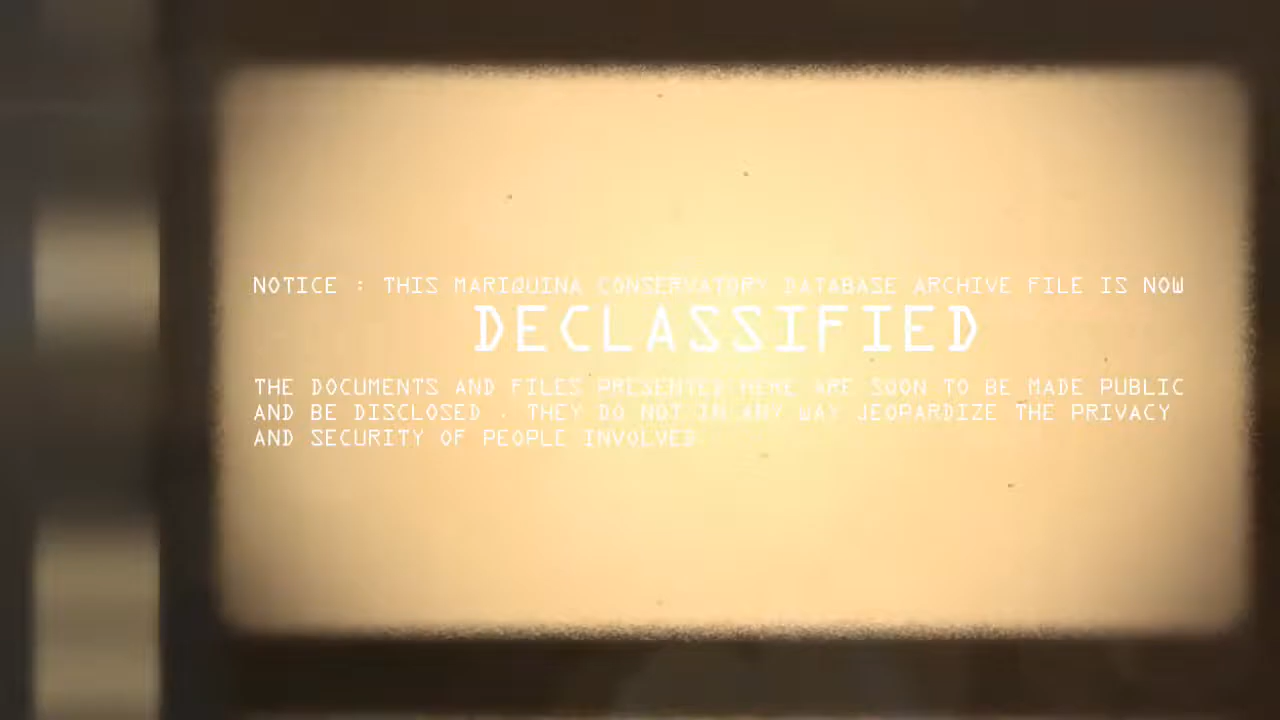 NOTICE : THIS MARIQUINA CONSERVATORY DATABASE ARCHIVE FILE IS NOW
DECLASSIFIED
THE DOCUMENTS AND FILES PRESENTED HERE ARE SOON TO BE MADE PUBLIC
AND BE DISCLOSED . THEY DO NOT IN ANY WAY JEOPARDIZE THE PRIVACY
AND SECURITY OF PEOPLE INVOLVED